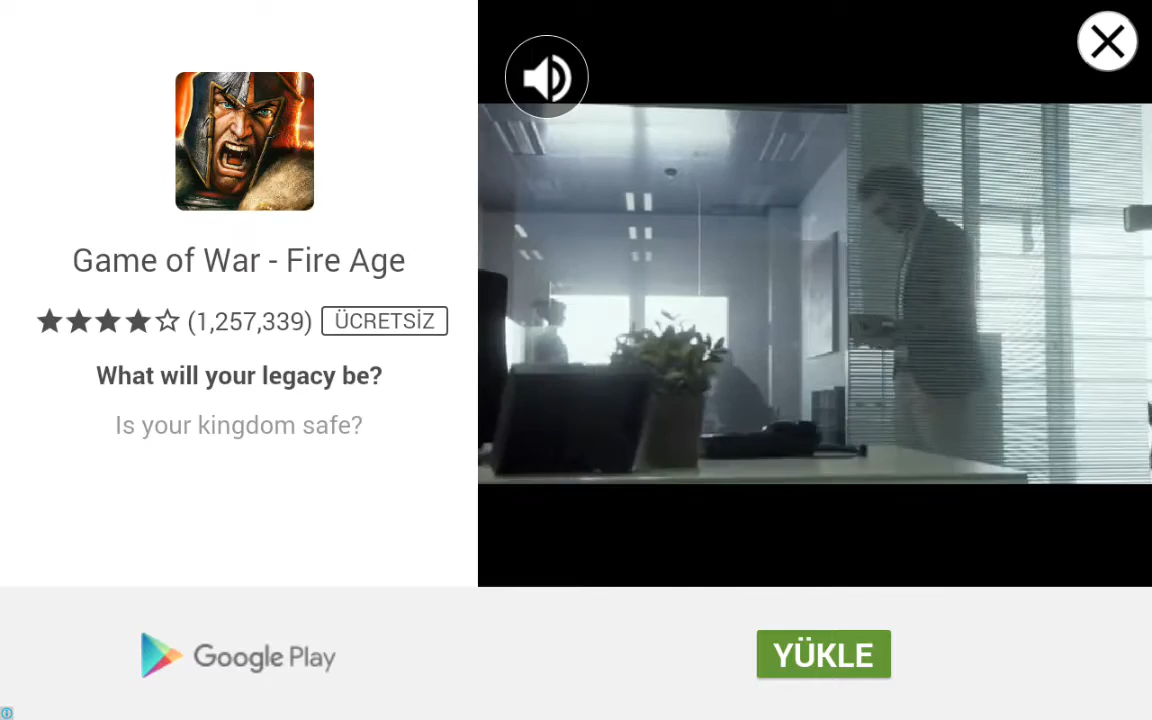 Game of War - Fire Age
(1,257,339) ÜCRETSİZ
What will your legacy be?
Is your kingdom safe?
Google Play
YÜKLE